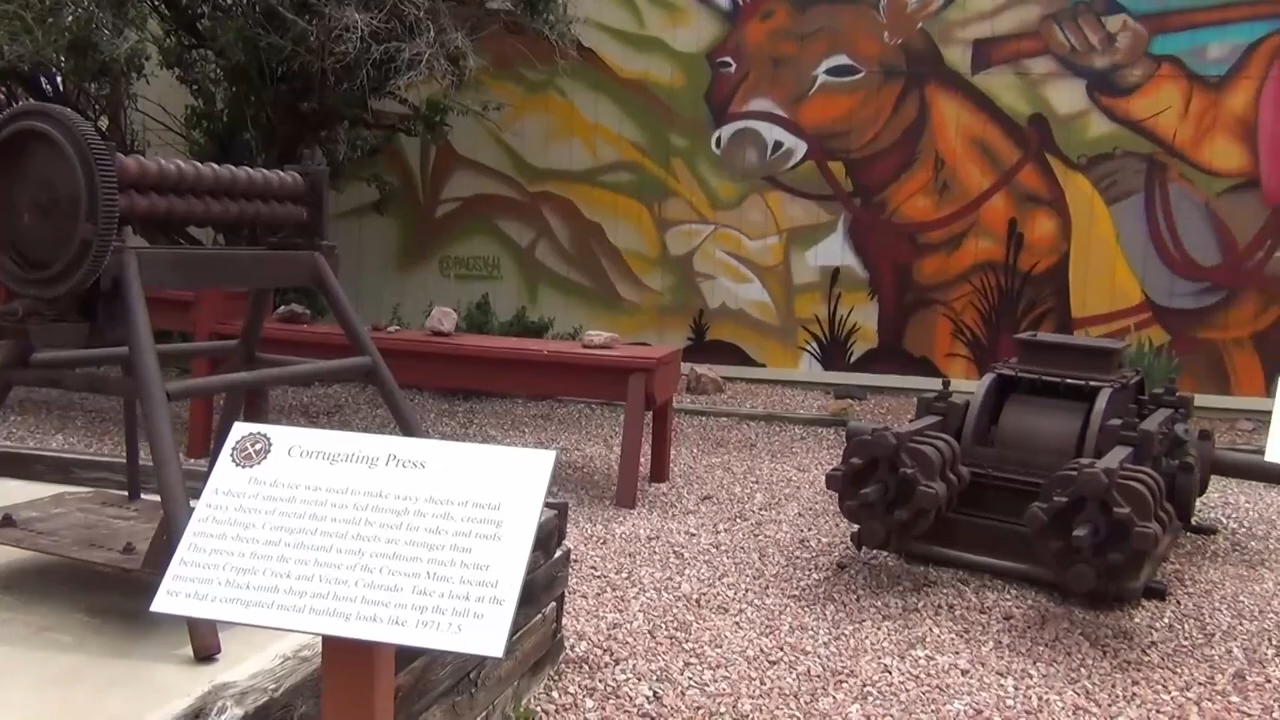 Corrugating Press
This device was used to make wavy sheets of metal
A sheet of smooth metal was fed through the rolls, creating
wavy sheets of metal that would be used for sides and roofs
of buildings. Corrugated metal sheets are stronger than
smooth sheets and withstand windy conditions much better
This press is from the ore house of the Cresson Mine, located
between Cripple Creek and Victor, Colorado. Take a look at the
museum's blacksmith shop and hoist house on top the hill to
see what a corrugated metal building looks like. 1971.7.5